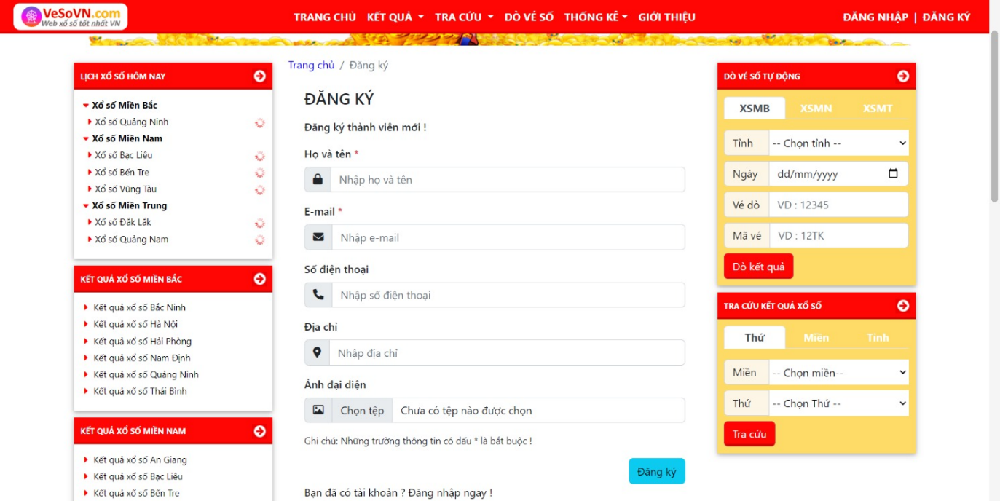 VeSoVN.com
Web xổ số tốt nhất VN
TRANG CHỦ KẾT QUẢ TRA CỨU DÒ VÉ SỐ THỐNG KÊ GIỚI THIỆU
ĐĂNG NHẬP | ĐĂNG KÝ
LỊCH XỔ SỐ HÔM NAY
Xổ số Miền Bắc
Xổ số Quảng Ninh
Xổ số Miền Nam
Xổ số Bạc Liêu
Xổ số Bến Tre
Xổ số Vũng Tàu
Xổ số Miền Trung
Xổ số Đắk Lắk
Xổ số Quảng Nam
KẾT QUẢ XỔ SỐ MIỀN BẮC
Kết quả xổ số Bắc Ninh
Kết quả xổ số Hà Nội
Kết quả xổ số Hải Phòng
Kết quả xổ số Nam Định
Kết quả xổ số Quảng Ninh
Kết quả xổ số Thái Bình
KẾT QUẢ XỔ SỐ MIỀN NAM
Kết quả xổ số An Giang
Kết quả xổ số Bạc Liêu
Kết quả xổ số Bến Tre
Trang chủ / Đăng ký
ĐĂNG KÝ
Đăng ký thành viên mới !
Họ và tên *
Nhập họ và tên
E-mail *
Nhập e-mail
Số điện thoại
Nhập số điện thoại
Địa chỉ
Nhập địa chỉ
Ảnh đại diện
Chọn tệp Chưa có tệp nào được chọn
Ghi chú: Những trường thông tin có dấu * là bắt buộc !
Đăng ký
Bạn đã có tài khoản ? Đăng nhập ngay !
DÒ VÉ SỐ TỰ ĐỘNG
XSMB XSMN XSMT
Tỉnh -- Chọn tỉnh --
Ngày dd/mm/yyyy
Vé dò VD : 12345
Mã vé VD : 12TK
Dò kết quả
TRA CỨU KẾT QUẢ XỔ SỐ
Thứ Miền Tỉnh
Miền -- Chọn miền--
Thứ -- Chọn Thứ --
Tra cứu